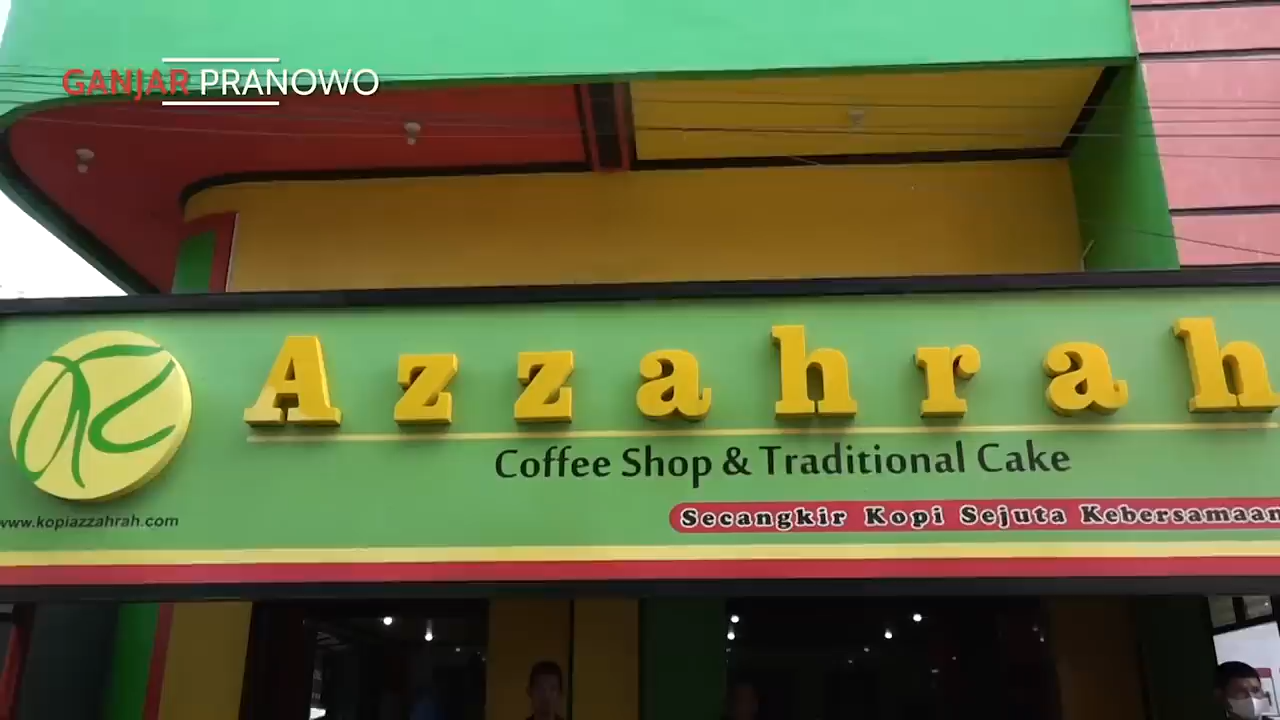 GANJAR PRANOWO
Azzahrah
Coffee Shop & Traditional Cake
www.kopiazzahrah.com
Secangkir Kopi Sejuta Kebersamaan